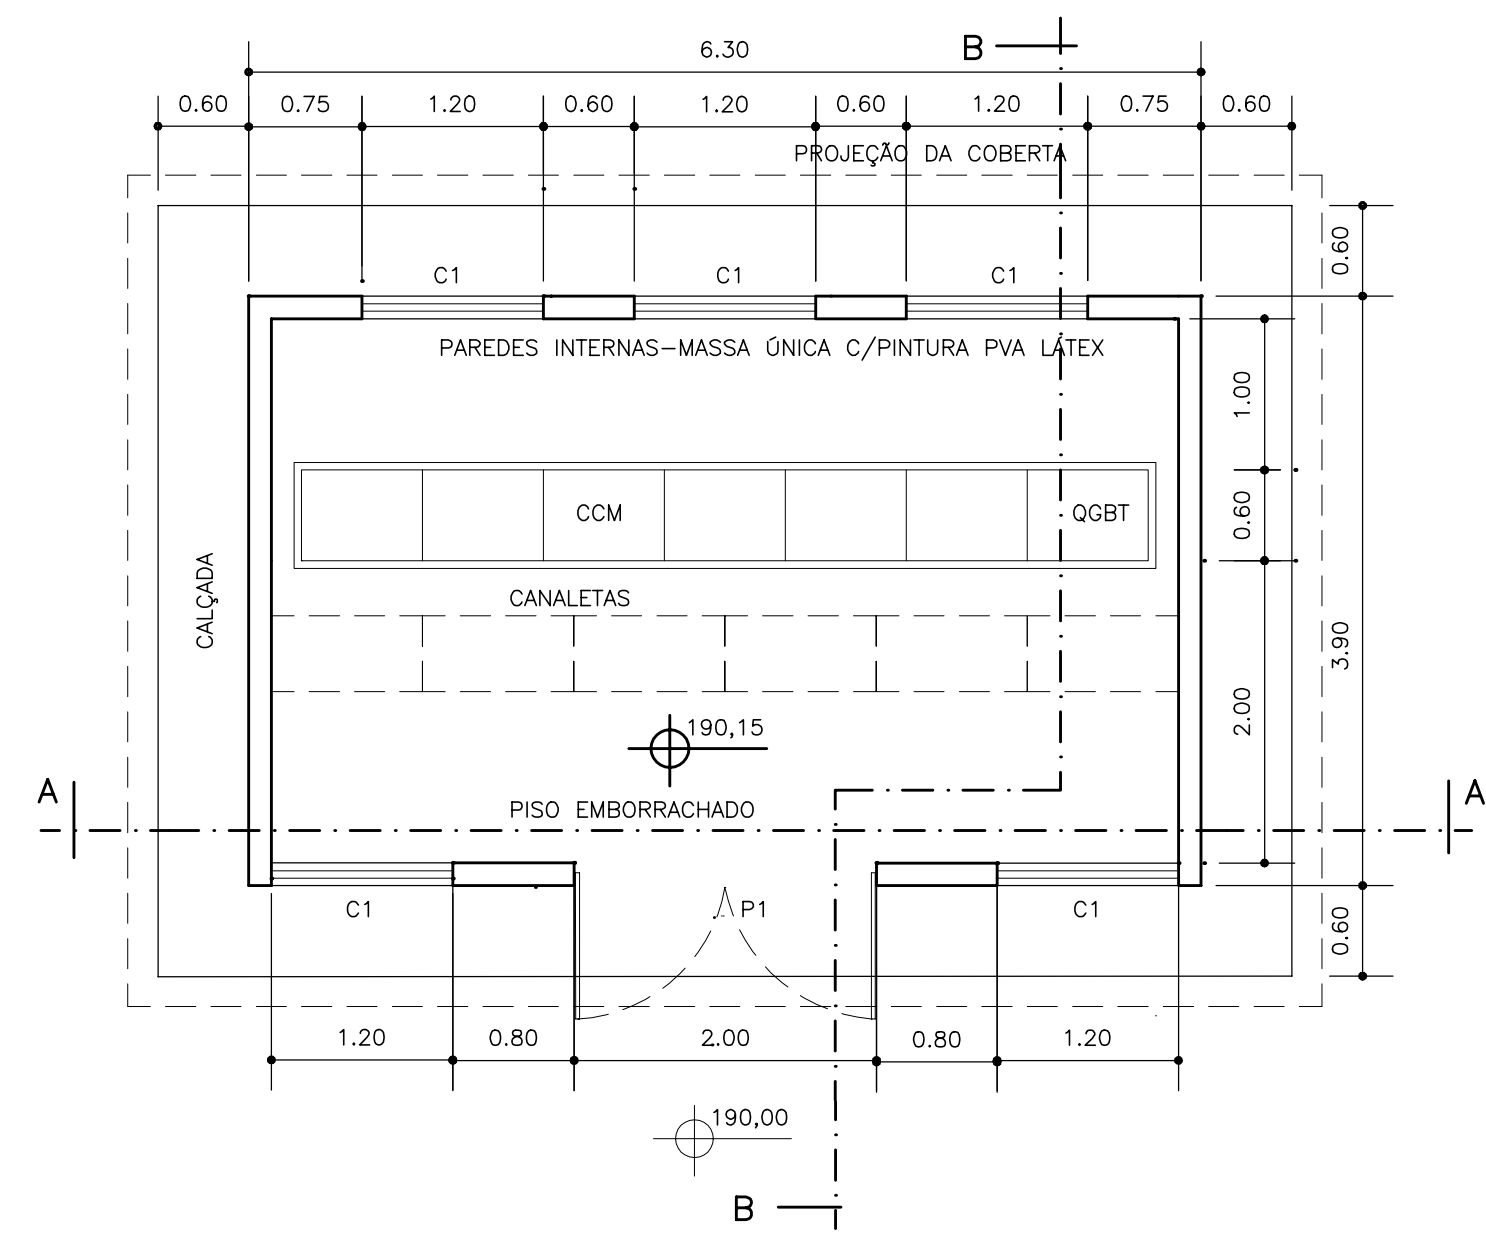 B
6.30
0.60 0.75 1.20 0.60 1.20 0.60 1.20 0.75 0.60
PROJEÇÃO DA COBERTA
0.60
C1 C1 C1
PAREDES INTERNAS-MASSA ÚNICA C/PINTURA PVA LÁTEX
1.00
CCM QGBT
0.60
CALÇADA
CANALETAS
3.90
2.00
190,15
A A
PISO EMBORRACHADO
C1 P1 C1
0.60
1.20 0.80 2.00 0.80 1.20
190,00
B